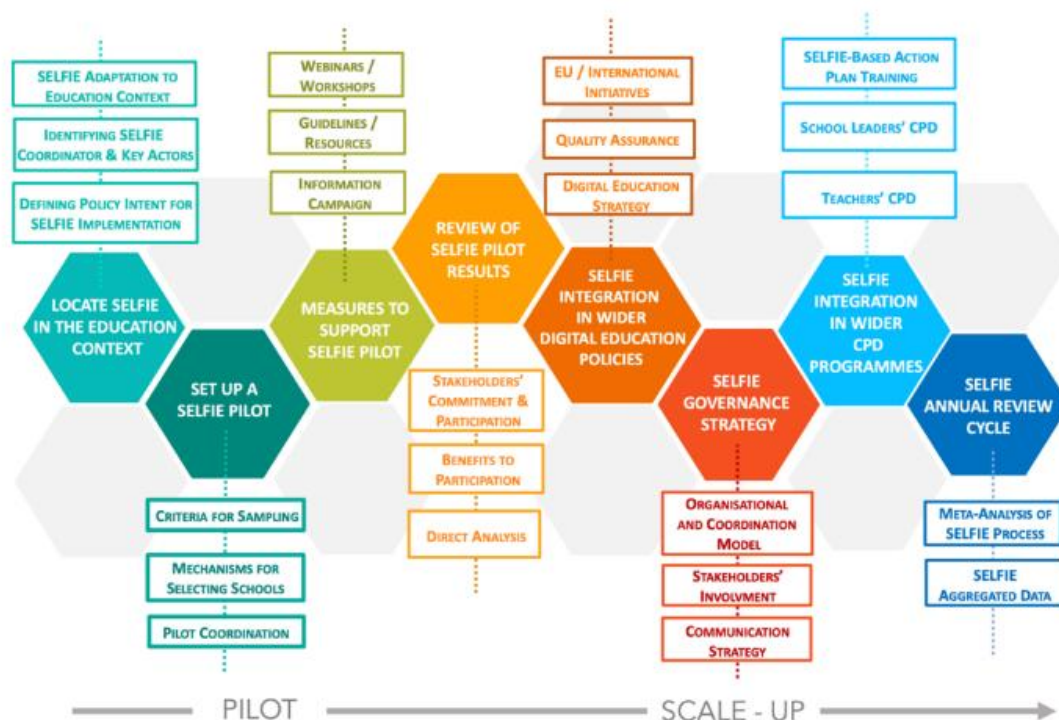 SELFIE ADAPTATION TO
EDUCATION CONTEXT
IDENTIFYING SELFIE
COORDINATOR & KEY ACTORS
DEFINING POLICY INTENT FOR
SELFIE IMPLEMENTATION
LOCATE SELFIE
IN THE EDUCATION
CONTEXT
SET UP A
SELFIE PILOT
CRITERIA FOR SAMPLING
MECHANISMS FOR
SELECTING SCHOOLS
PILOT COORDINATION
WEBINARS /
WORKSHOPS
GUIDELINES /
RESOURCES
INFORMATION
CAMPAIGN
MEASURES TO
SUPPORT
SELFIE PILOT
REVIEW OF
SELFIE PILOT
RESULTS
STAKEHOLDERS'
COMMITMENT &
PARTICIPATION
BENEFITS TO
PARTICIPATION
DIRECT ANALYSIS
EU / INTERNATIONAL
INITIATIVES
QUALITY ASSURANCE
DIGITAL EDUCATION
STRATEGY
SELFIE
INTEGRATION
IN WIDER
DIGITAL EDUCATION
POLICIES
SELFIE
GOVERNANCE
STRATEGY
ORGANISATIONAL
AND COORDINATION
MODEL
STAKEHOLDERS'
INVOLVMENT
COMMUNICATION
STRATEGY
SELFIE-BASED ACTION
PLAN TRAINING
SCHOOL LEADERS' CPD
TEACHERS' CPD
SELFIE
INTEGRATION
IN WIDER
CPD
PROGRAMMES
SELFIE
ANNUAL REVIEW
CYCLE
META-ANALYSIS OF
SELFIE PROCESS
SELFIE
AGGREGATED DATA
PILOT
SCALE - UP